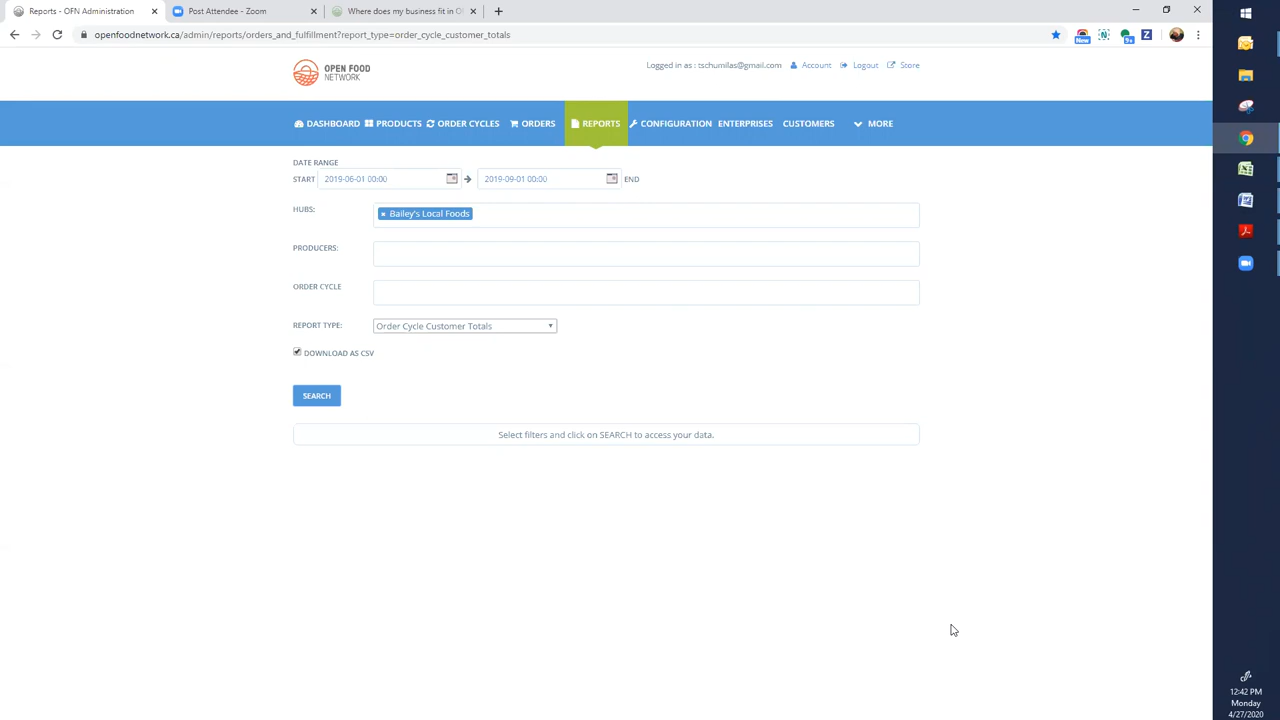 Reports - OFN Administration
Post Attendee - Zoom
Where does my business fit in O
openfoodnetwork.ca/admin/reports/orders_and_fulfillment?report_type=order_cycle_customer_totals
New
9+
Z
OPEN FOOD
NETWORK
Logged in as : tschumilas@gmail.com Account Logout Store
DASHBOARD PRODUCTS ORDER CYCLES ORDERS REPORTS CONFIGURATION ENTERPRISES CUSTOMERS MORE
DATE RANGE
START 2019-06-01 00:00 2019-09-01 00:00 END
HUBS: × Bailey's Local Foods
PRODUCERS:
ORDER CYCLE
REPORT TYPE: Order Cycle Customer Totals
DOWNLOAD AS CSV
SEARCH
Select filters and click on SEARCH to access your data.
12:42 PM
Monday
4/27/2020